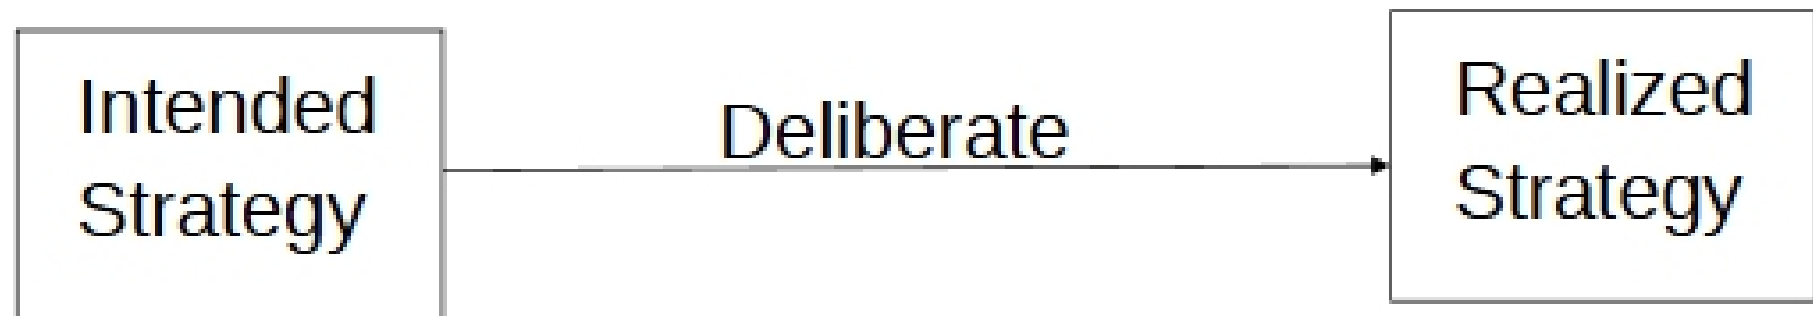 Intended
Strategy
Deliberate
Realized
Strategy